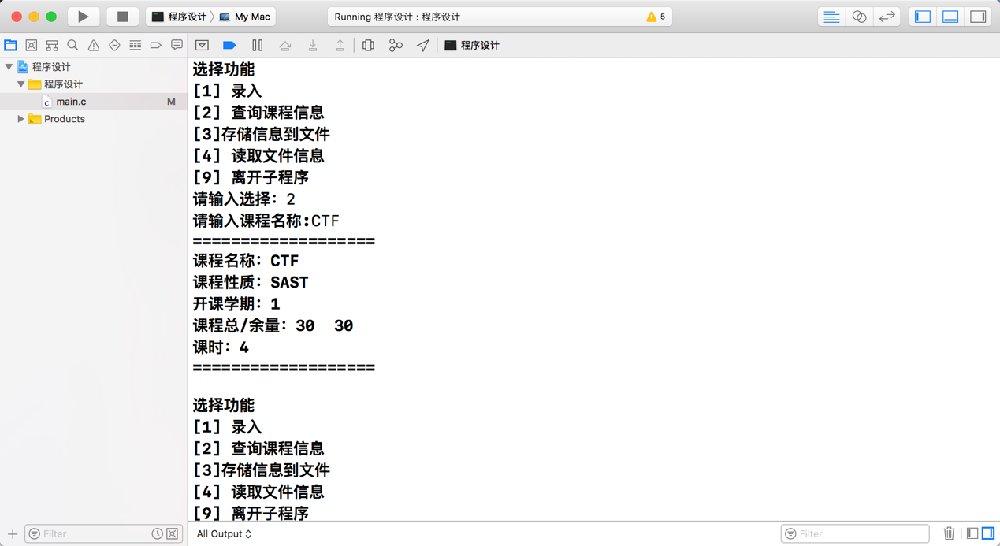 程序设计 〉 My Mac
Running 程序设计 : 程序设计
5
程序设计
程序设计
程序设计
main.c M
Products
选择功能
[1] 录入
[2] 查询课程信息
[3]存储信息到文件
[4] 读取文件信息
[9] 离开子程序
请输入选择: 2
请输入课程名称:CTF
===================
课程名称: CTF
课程性质: SAST
开课学期: 1
课程总/余量: 30  30
课时: 4
===================
选择功能
[1] 录入
[2] 查询课程信息
[3]存储信息到文件
[4] 读取文件信息
[9] 离开子程序
Filter
All Output
Filter